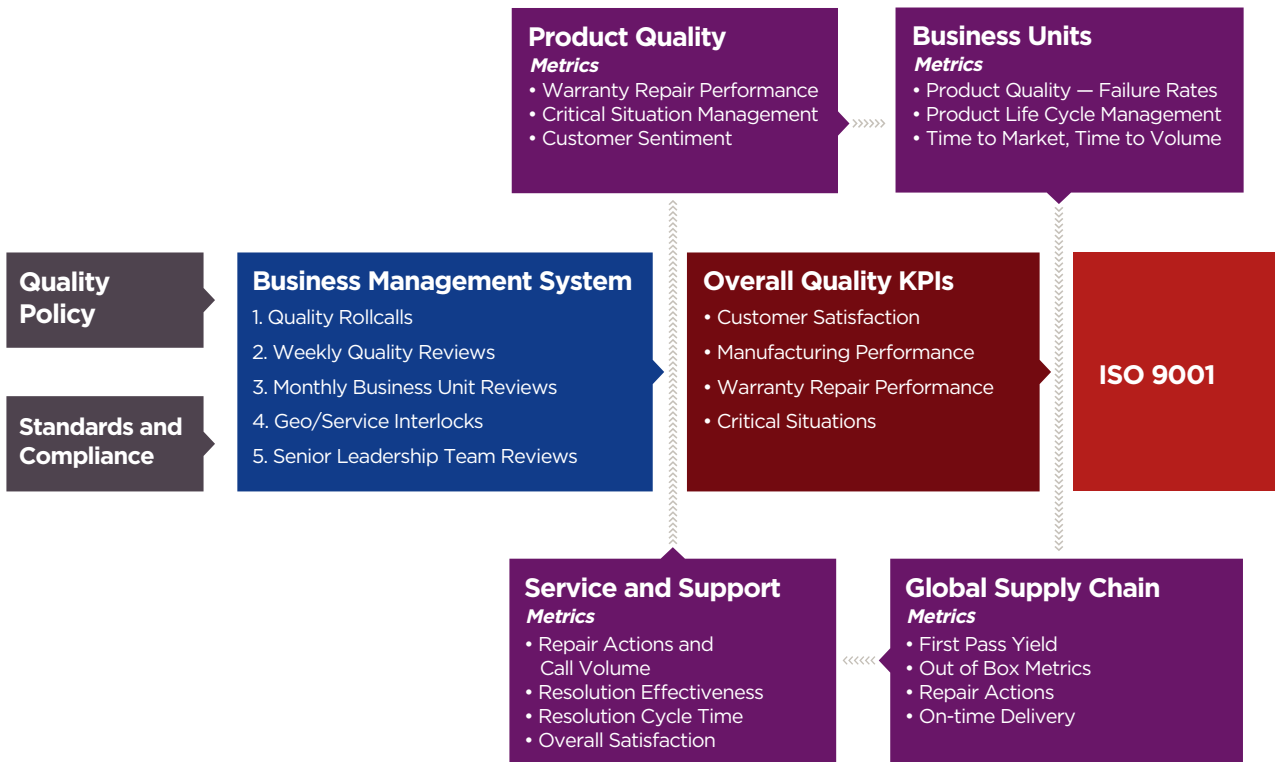 Product Quality
Metrics
• Warranty Repair Performance
• Critical Situation Management
• Customer Sentiment
Business Units
Metrics
• Product Quality — Failure Rates
• Product Life Cycle Management
• Time to Market, Time to Volume
Quality
Policy
Standards and
Compliance
Business Management System
1. Quality Rollcalls
2. Weekly Quality Reviews
3. Monthly Business Unit Reviews
4. Geo/Service Interlocks
5. Senior Leadership Team Reviews
Overall Quality KPIs
• Customer Satisfaction
• Manufacturing Performance
• Warranty Repair Performance
• Critical Situations
ISO 9001
Service and Support
Metrics
• Repair Actions and
Call Volume
• Resolution Effectiveness
• Resolution Cycle Time
• Overall Satisfaction
Global Supply Chain
Metrics
• First Pass Yield
• Out of Box Metrics
• Repair Actions
• On-time Delivery